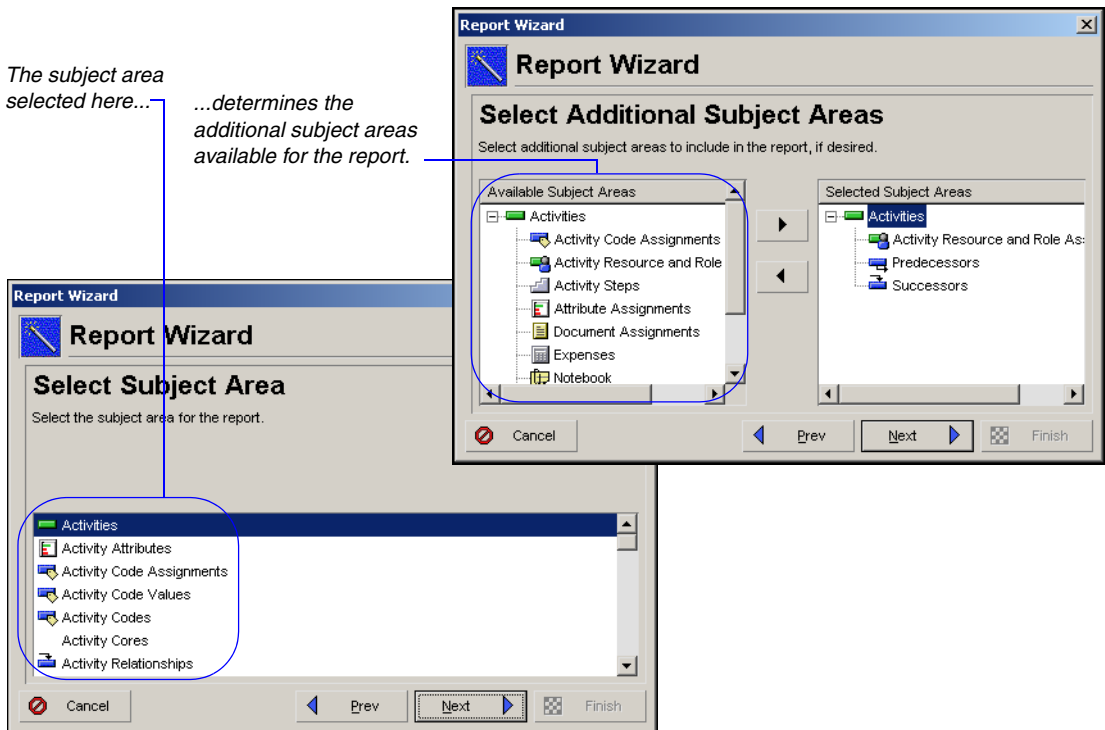 The subject area
selected here...
...determines the
additional subject areas
available for the report.
Report Wizard
Report Wizard
Select Additional Subject Areas
Select additional subject areas to include in the report, if desired.
Available Subject Areas
Activities
Activity Code Assignments
Activity Resource and Role
Activity Steps
Attribute Assignments
Document Assignments
Expenses
Notebook
Selected Subject Areas
Activities
Activity Resource and Role As
Predecessors
Successors
Cancel
Prev
Next
Finish
Report Wizard
Report Wizard
Select Subject Area
Select the subject area for the report.
Activities
Activity Attributes
Activity Code Assignments
Activity Code Values
Activity Codes
Activity Cores
Activity Relationships
Cancel
Prev
Next
Finish